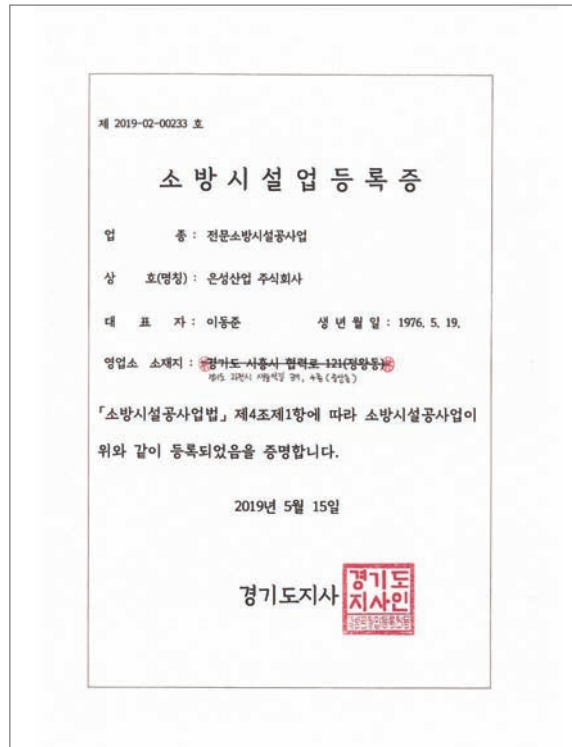 제 2019-02-00233 호
소방시설업등록증
업 종 : 전문소방시설공사업
상 호(명칭) : 은성산업 주식회사
대 표 자 : 이동준 생 년 월 일 : 1976. 5. 19.
영업소 소재지 : 경기도 시흥시 협력로 121(정왕동)
경기도 과천시
「소방시설공사업법」 제4조제1항에 따라 소방시설공사업이
위와 같이 등록되었음을 증명합니다.
2019년 5월 15일
경기도지사
경기도
지사인